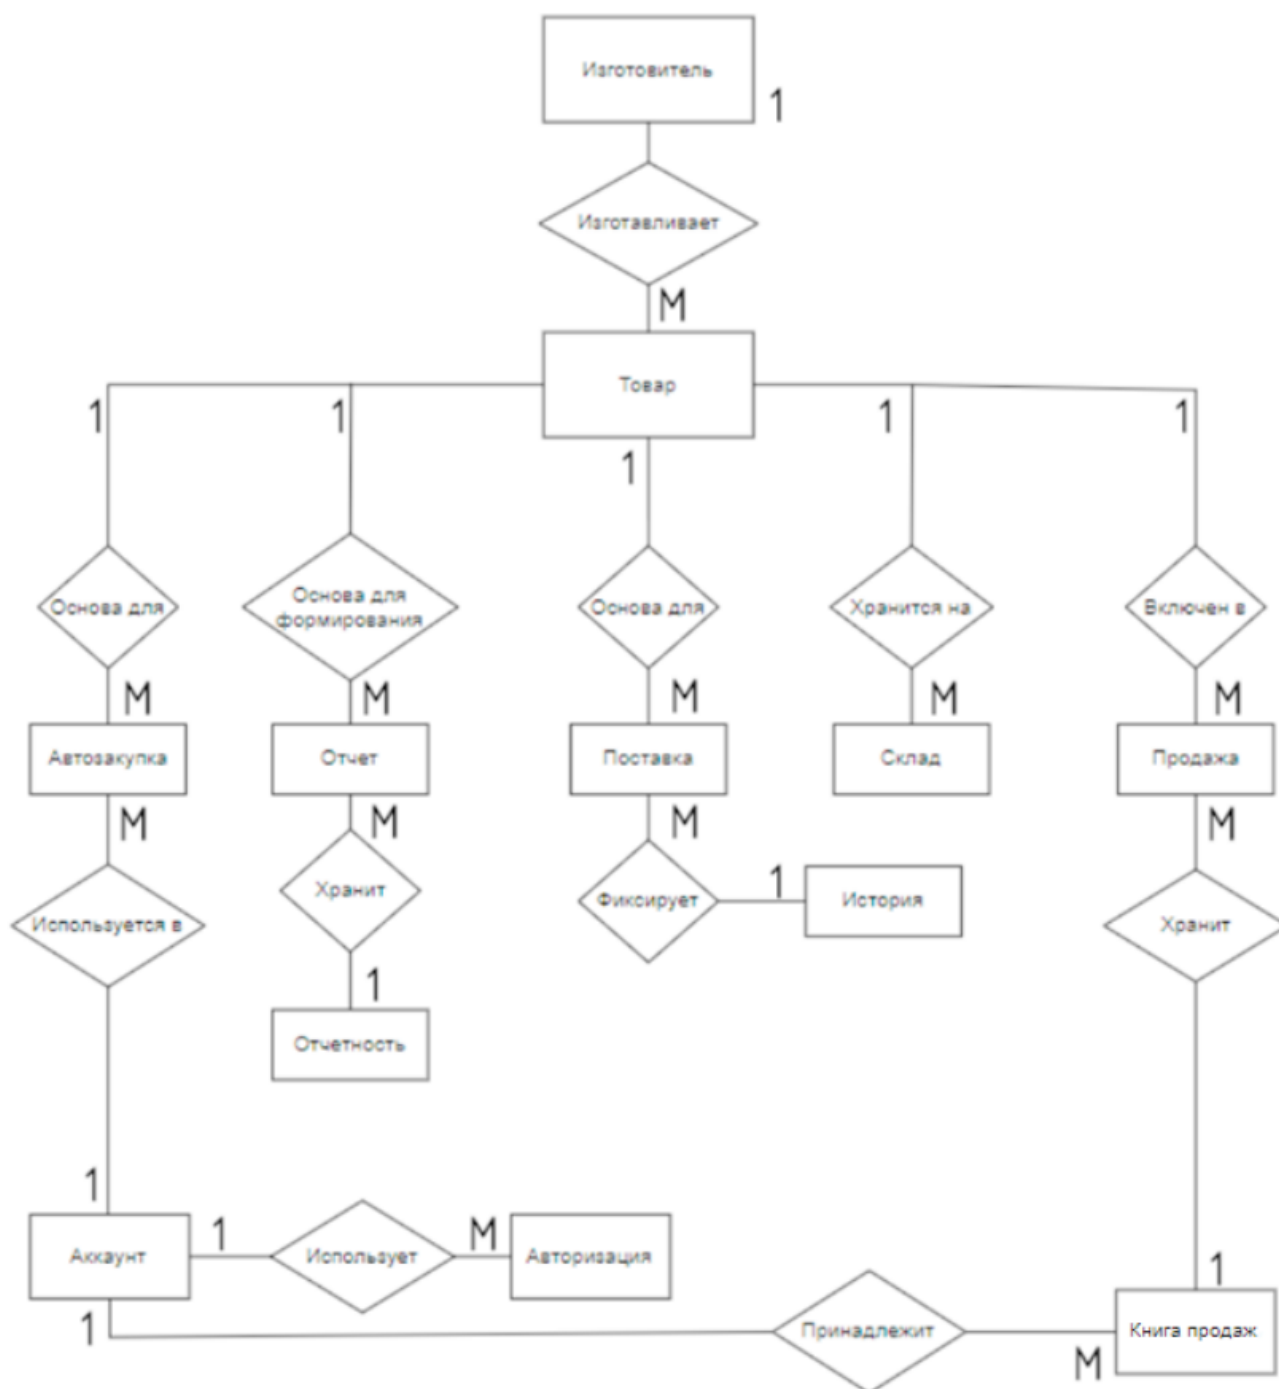 Изготовитель
1
Изготавливает
М
Товар
1
1
1
1
1
Основа для
Основа для
формирования
Основа для
Хранится на
Включен в
М
М
М
М
М
Автозакупка
Отчет
Поставка
Склад
Продажа
М
М
М
М
Используется в
Хранит
Фиксирует
1
История
Хранит
1
Отчетность
1
1
Аккаунт
1
Использует
М
Авторизация
1
Принадлежит
М
Книга продаж